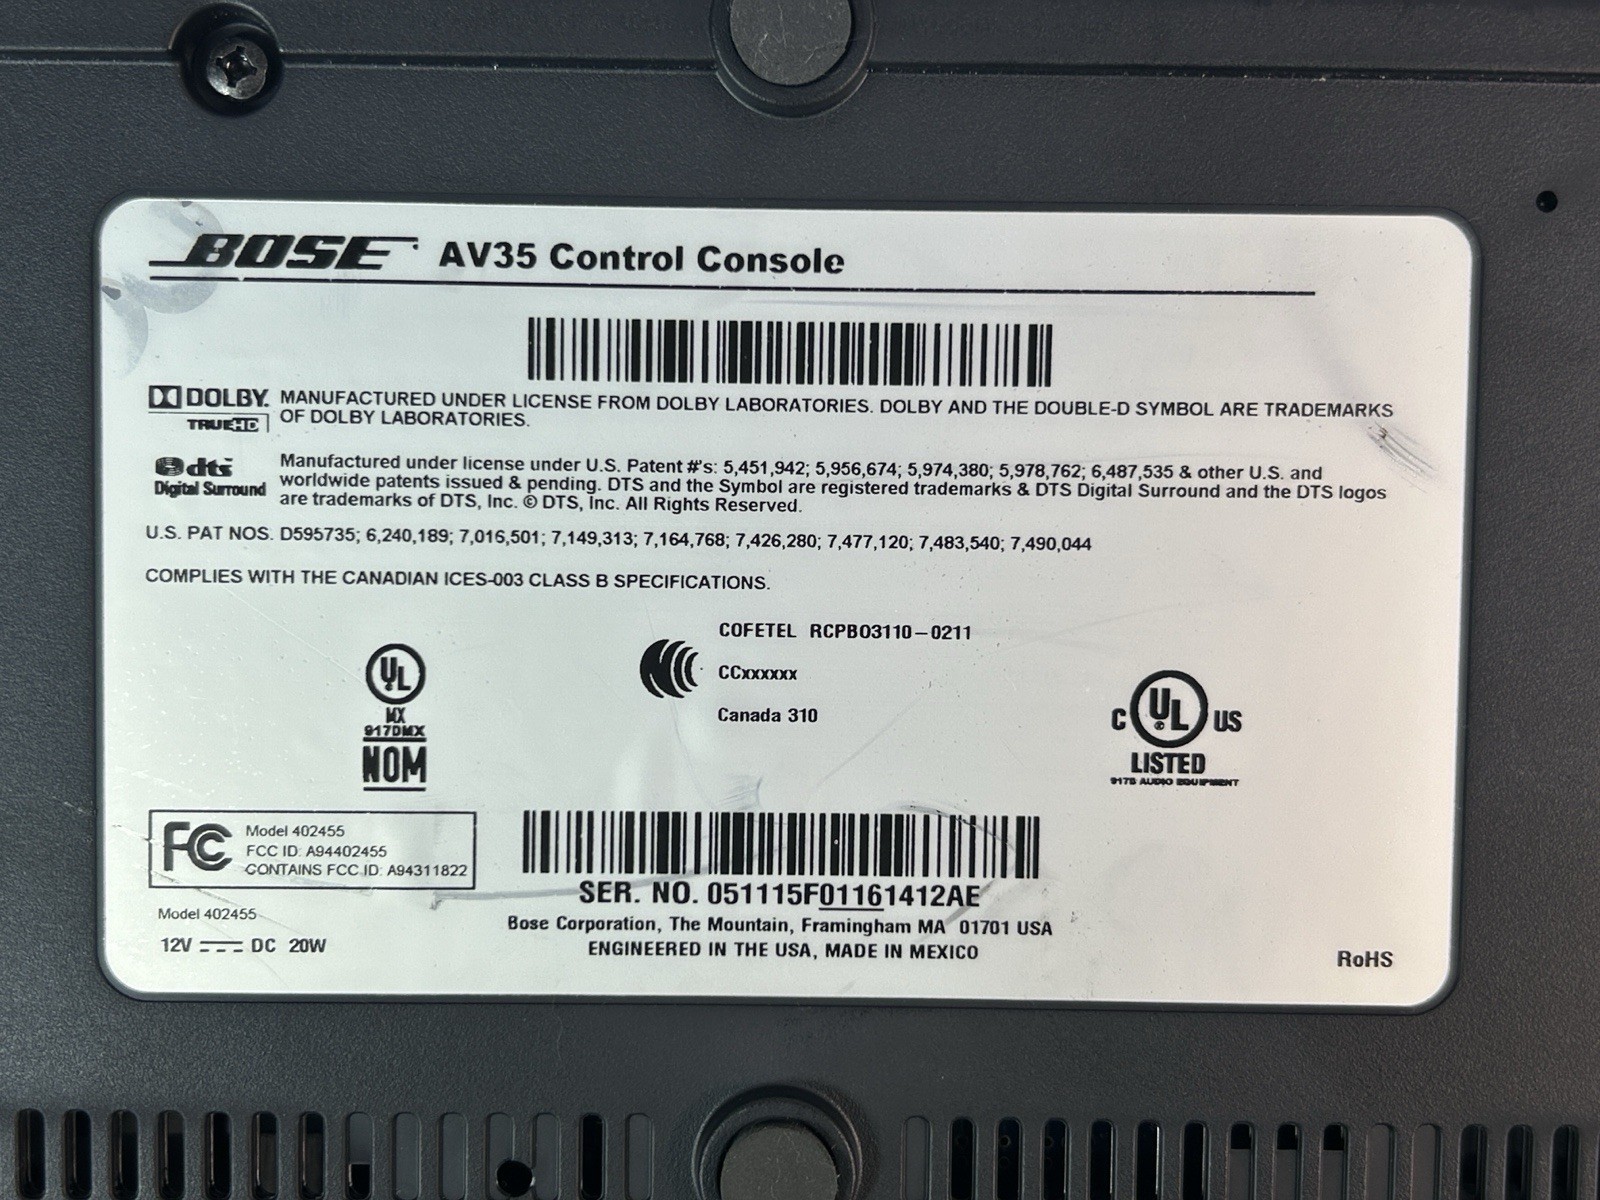 BOSE AV35 Control Console
DOLBY TRUEHD
MANUFACTURED UNDER LICENSE FROM DOLBY LABORATORIES. DOLBY AND THE DOUBLE-D SYMBOL ARE TRADEMARKS
OF DOLBY LABORATORIES.
dts Digital Surround
Manufactured under license under U.S. Patent #'s: 5,451,942; 5,956,674; 5,974,380; 5,978,762; 6,487,535 & other U.S. and
worldwide patents issued & pending. DTS and the Symbol are registered trademarks & DTS Digital Surround and the DTS logos
are trademarks of DTS, Inc. © DTS, Inc. All Rights Reserved.
U.S. PAT NOS. D595735; 6,240,189; 7,016,501; 7,149,313; 7,164,768; 7,426,280; 7,477,120; 7,483,540; 7,490,044
COMPLIES WITH THE CANADIAN ICES-003 CLASS B SPECIFICATIONS.
UL
MX
917DMX
NOM
COFETEL RCPBO3110-0211
CCxxxxxx
Canada 310
C UL® US
LISTED
917S AUDIO EQUIPMENT
FC
Model 402455
FCC ID: A94402455
CONTAINS FCC ID: A94311822
Model 402455
12V DC 20W
SER. NO. 051115F01161412AE
Bose Corporation, The Mountain, Framingham MA 01701 USA
ENGINEERED IN THE USA, MADE IN MEXICO
RoHS